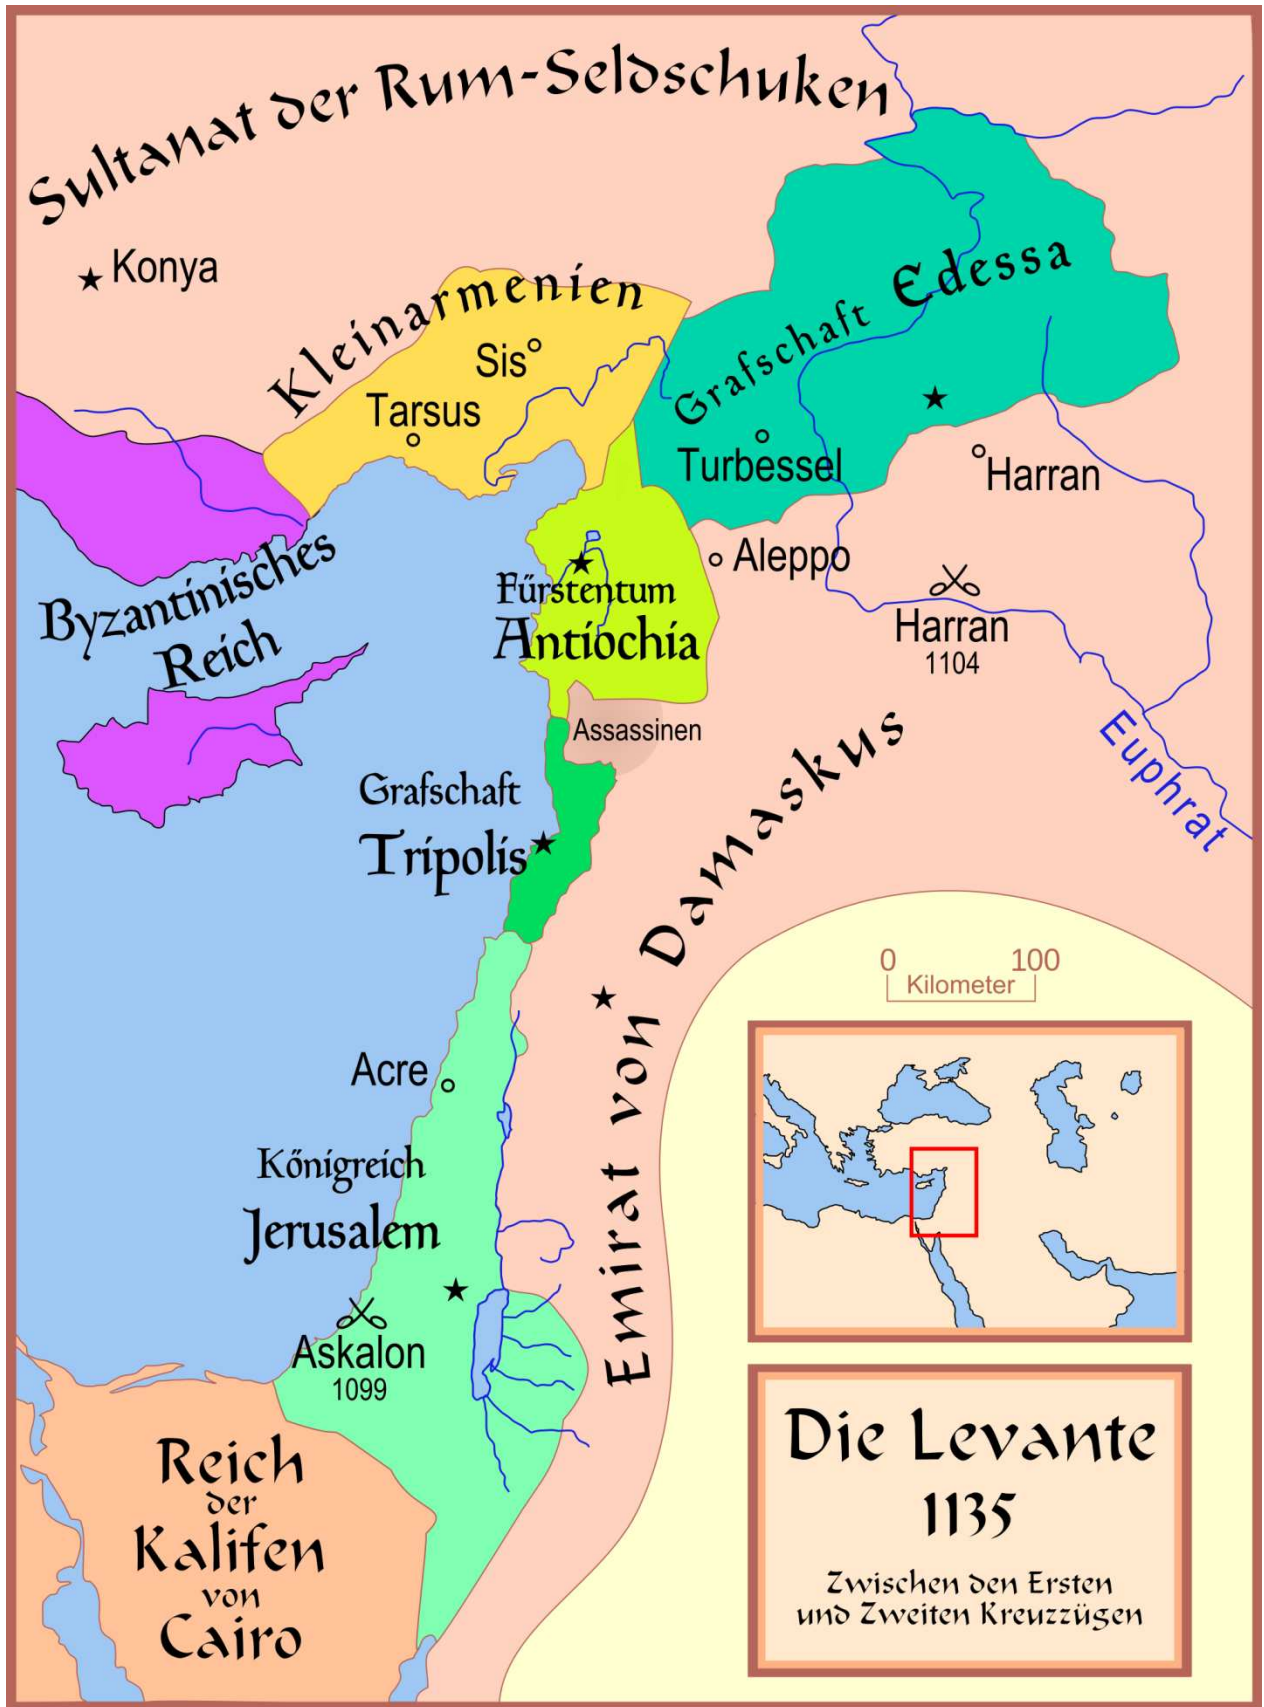 Sultanat der Rum-Seldschuken
Konya
Kleinarmenien
Sis
Tarsus
Grafschaft Edessa
Turbessel
Harran
Aleppo
Harran
1104
Byzantinisches
Reich
Fürstentum
Antiochia
Assassinen
Euphrat
Grafschaft
Tripolis
Emirat von Damaskus
0 100
Kilometer
Acre
Königreich
Jerusalem
Askalon
1099
Reich
der
Kalifen
von
Cairo
Die Levante
1135
Zwischen den Ersten
und Zweiten Kreuzzügen